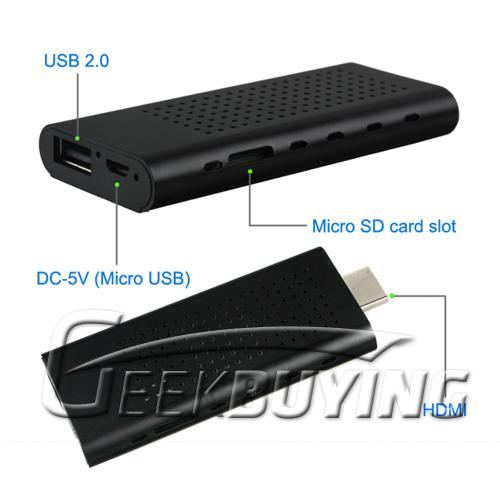 USB 2.0
Micro SD card slot
DC-5V (Micro USB)
GEEKBUYING
HDMI